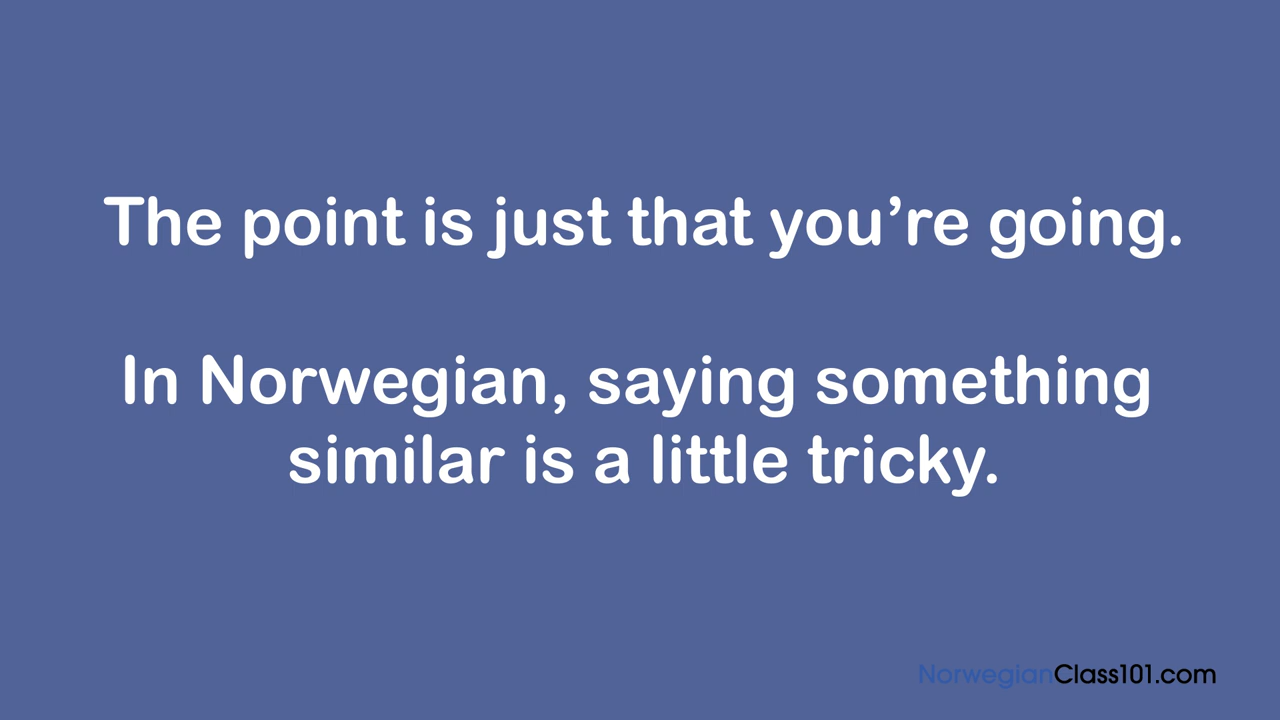 The point is just that you’re going.
In Norwegian, saying something
similar is a little tricky.
NorwegianClass101.com